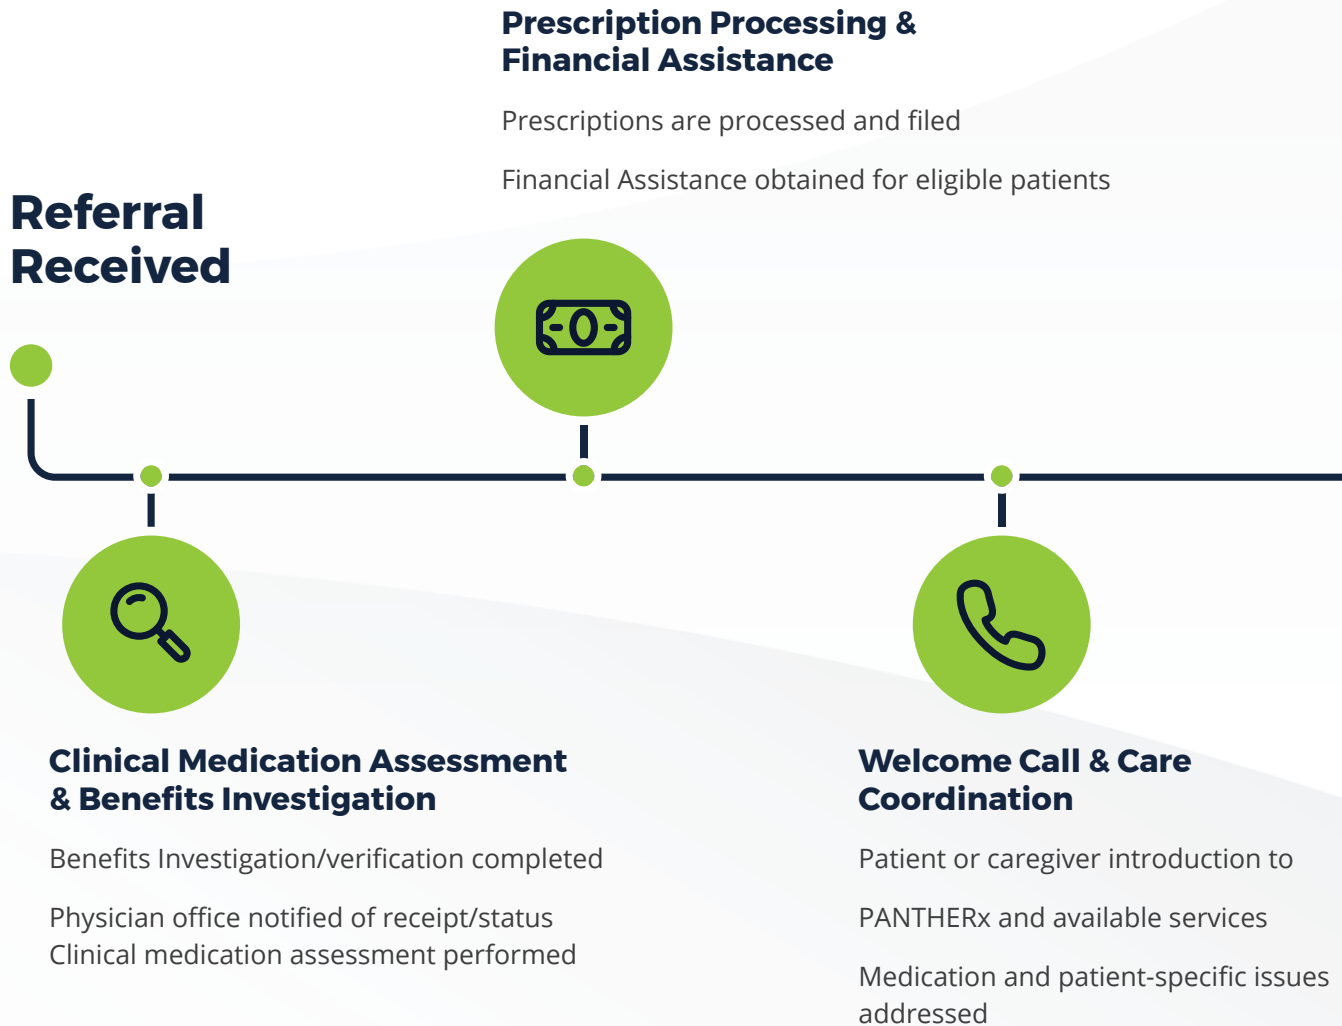 Referral
Received
Clinical Medication Assessment
& Benefits Investigation
Benefits Investigation/verification completed
Physician office notified of receipt/status
Clinical medication assessment performed
Prescription Processing &
Financial Assistance
Prescriptions are processed and filed
Financial Assistance obtained for eligible patients
Welcome Call & Care
Coordination
Patient or caregiver introduction to
PANTHERx and available services
Medication and patient-specific issues
addressed